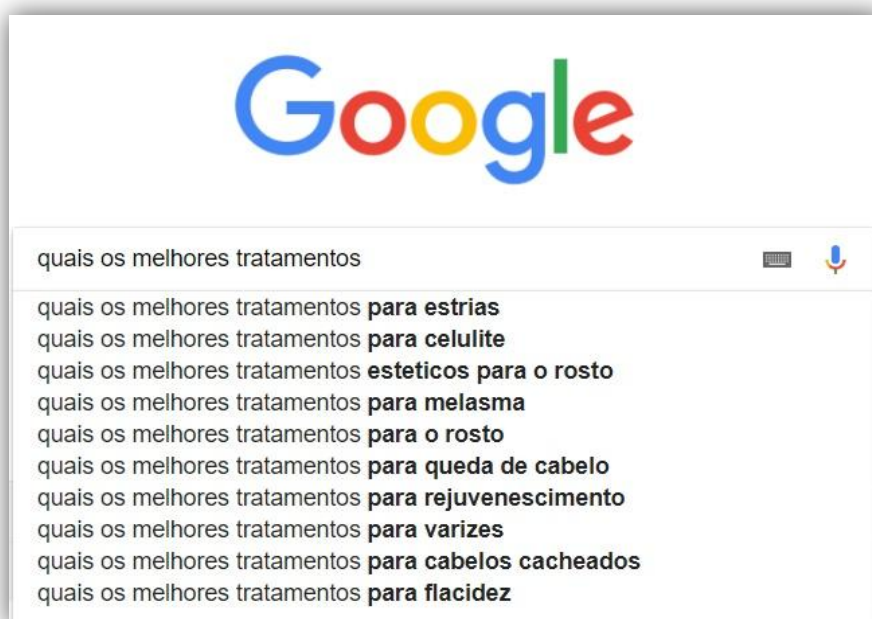 Google
quais os melhores tratamentos
quais os melhores tratamentos para estrias
quais os melhores tratamentos para celulite
quais os melhores tratamentos esteticos para o rosto
quais os melhores tratamentos para melasma
quais os melhores tratamentos para o rosto
quais os melhores tratamentos para queda de cabelo
quais os melhores tratamentos para rejuvenescimento
quais os melhores tratamentos para varizes
quais os melhores tratamentos para cabelos cacheados
quais os melhores tratamentos para flacidez